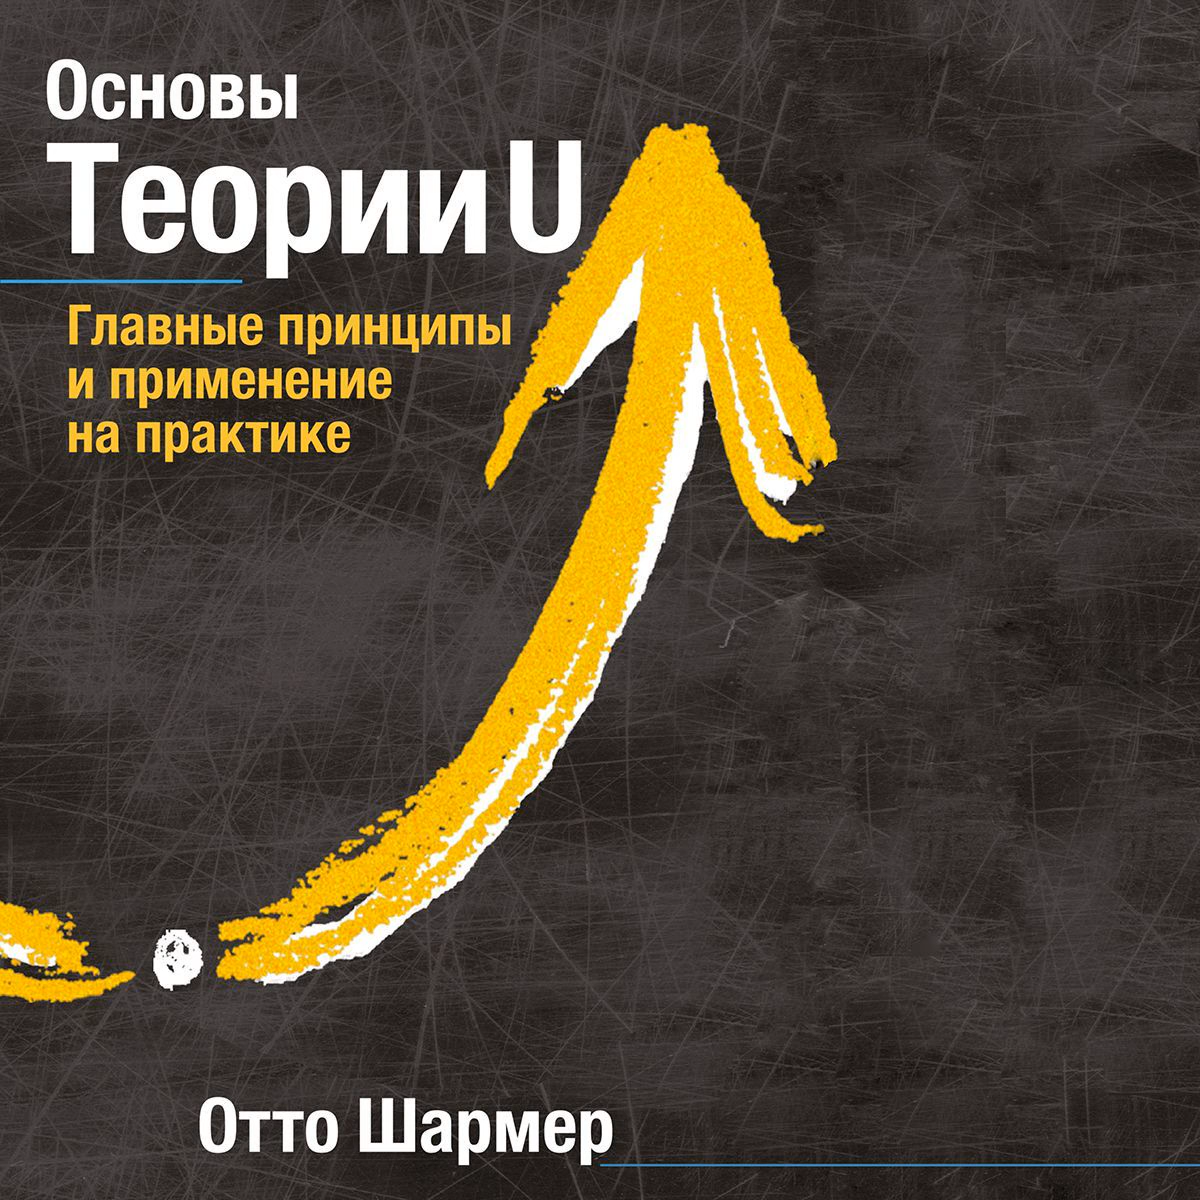 Основы
Теории U
Главные принципы
и применение
на практике
Отто Шармер